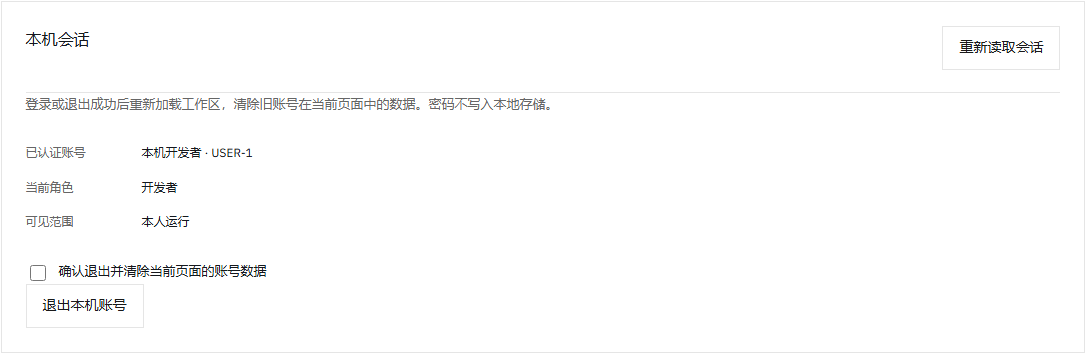 本机会话
重新读取会话
登录或退出成功后重新加载工作区，清除旧账号在当前页面中的数据。密码不写入本地存储。
已认证账号 本机开发者 · USER-1
当前角色 开发者
可见范围 本人运行
确认退出并清除当前页面的账号数据
退出本机账号